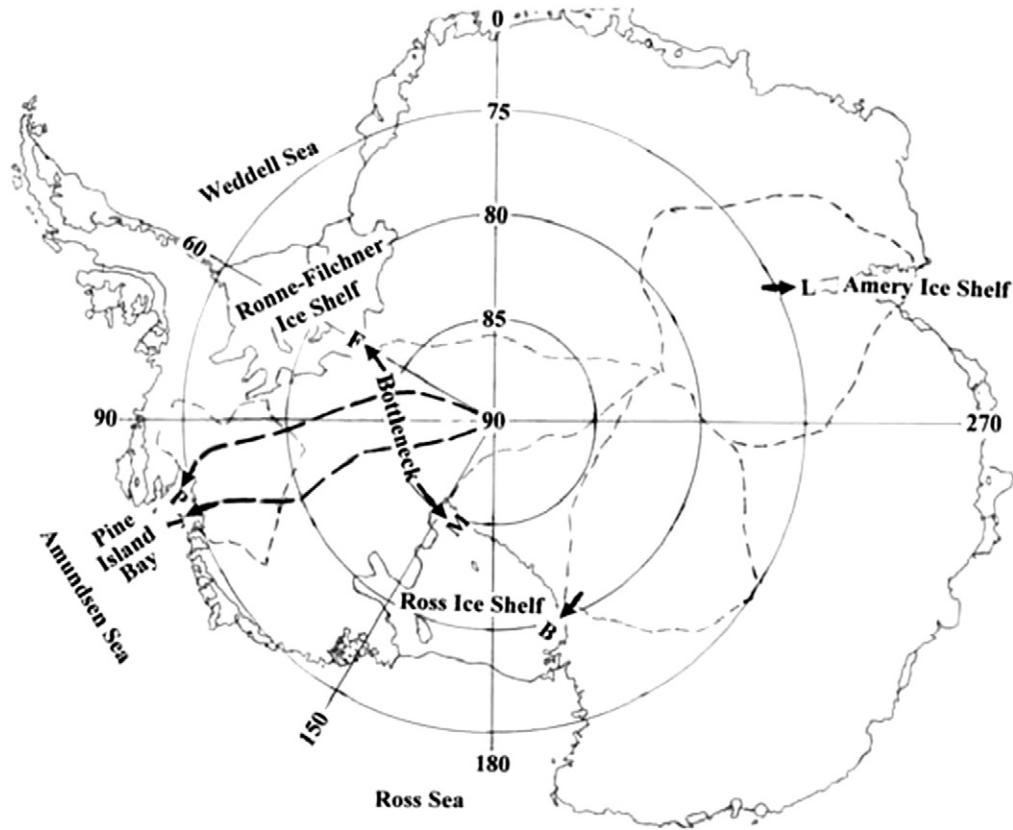 0
75
Weddell Sea
80
60
Ronne-Filchner
Ice Shelf
L
Amery Ice Shelf
85
F
Bottleneck
90
90
270
P
T
Pine
Island
Bay
M
Amundsen Sea
Ross Ice Shelf
B
150
180
Ross Sea